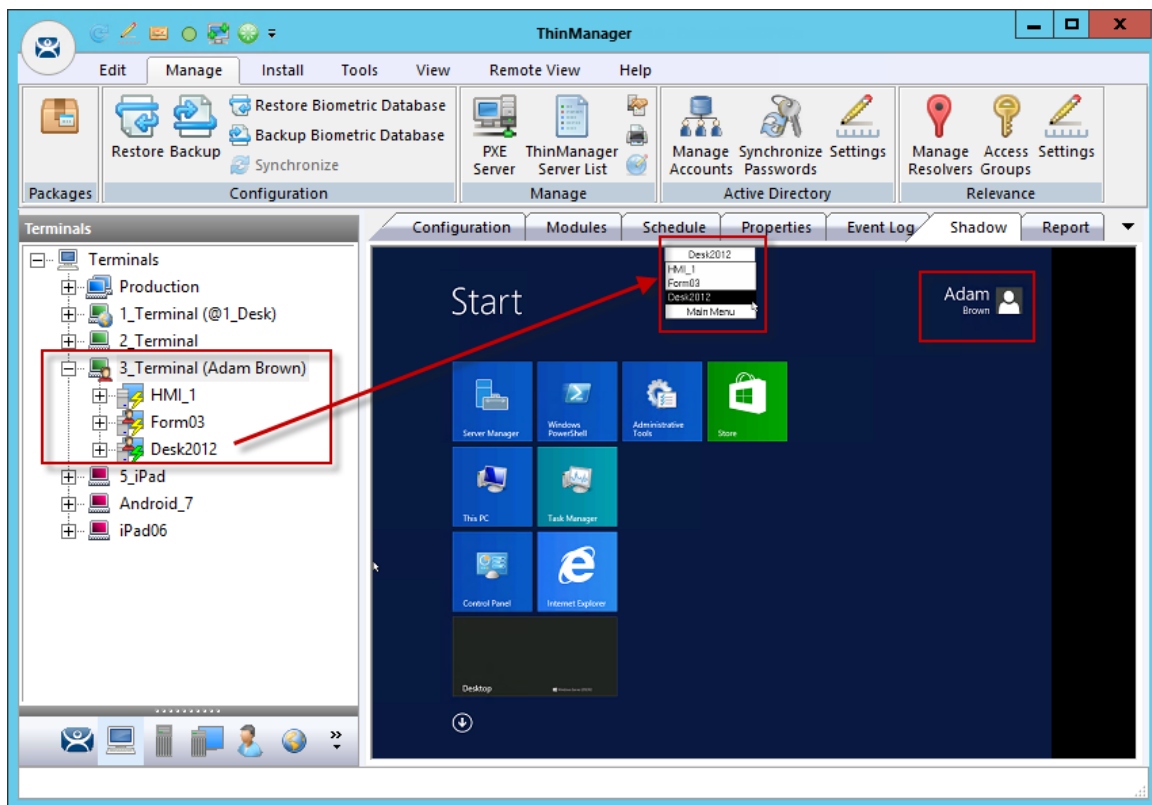 ThinManager
Edit Manage Install Tools View Remote View Help
Restore Backup
Restore Biometric Database
Backup Biometric Database
Synchronize
PXE Server
ThinManager Server List
Manage Accounts
Synchronize Passwords
Settings
Manage Resolvers
Access Groups
Settings
Packages Configuration Manage Active Directory Relevance
Terminals
Configuration Modules Schedule Properties Event Log Shadow Report
Terminals
Production
1_Terminal (@1_Desk)
2_Terminal
3_Terminal (Adam Brown)
HMI_1
Form03
Desk2012
5_iPad
Android_7
iPad06
Desk2012
HMI_1
Form03
Desk2012
Main Menu
Start
Adam
Brown
Server Manager
Windows PowerShell
Administrative Tools
Store
This PC
Task Manager
Control Panel
Internet Explorer
Desktop